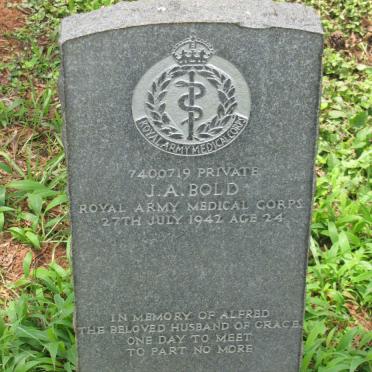 ROYAL ARMY MEDICAL CORPS
7400719 PRIVATE
J.A. BOLD
ROYAL ARMY MEDICAL CORPS
27TH JULY 1942 AGE 24
IN MEMORY OF ALFRED
THE BELOVED HUSBAND OF GRACE.
ONE DAY TO MEET
TO PART NO MORE